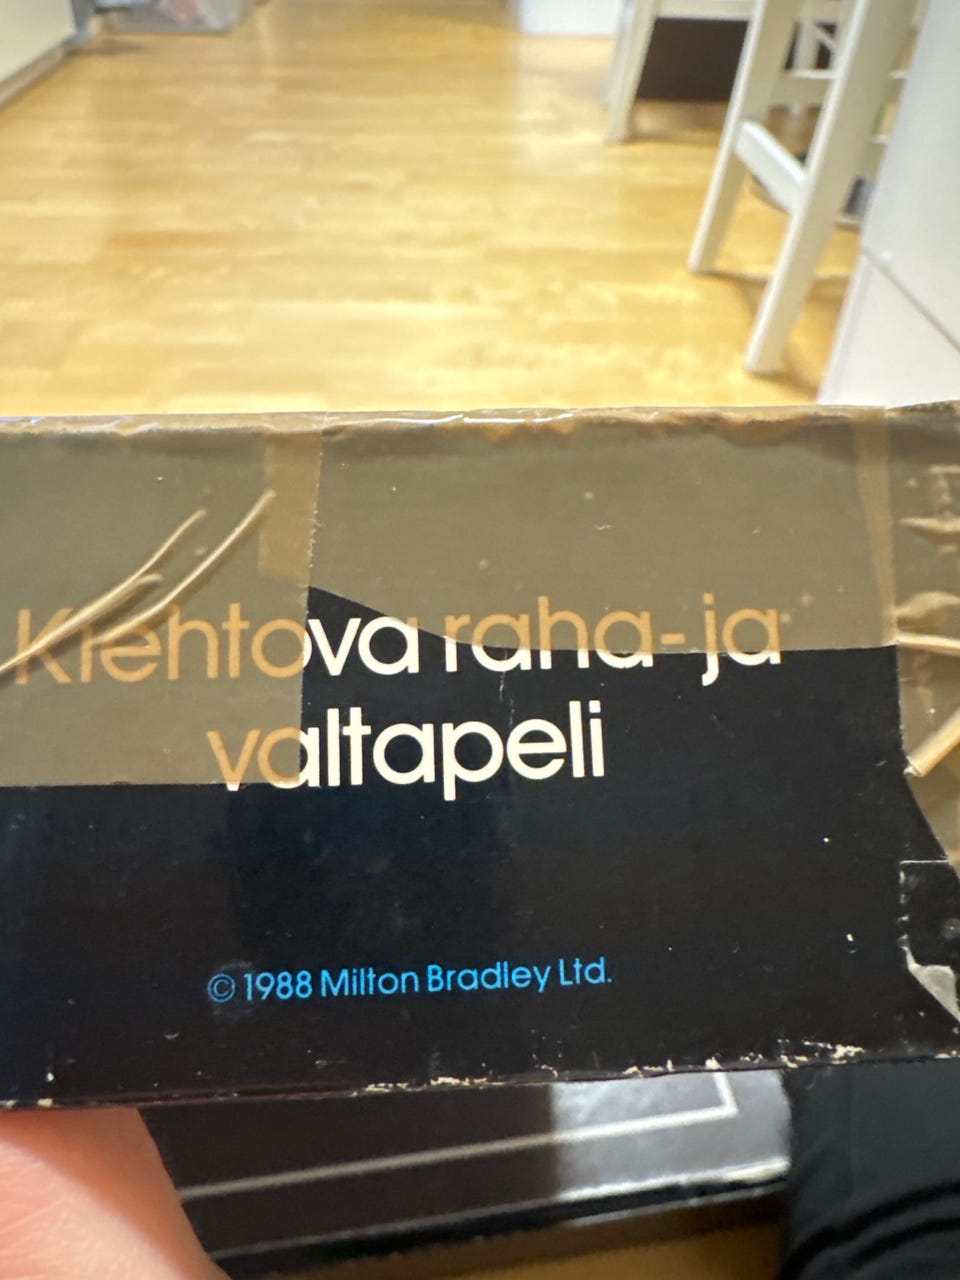 Kiehtova raha- ja
valtapeli
© 1988 Milton Bradley Ltd.